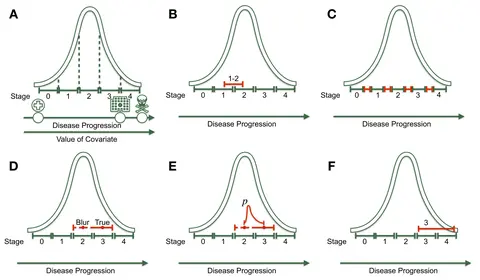 A
Stage 0 1 2 3 4
Disease Progression
Value of Covariate
B
1-2
Stage 0 1 2 3 4
Disease Progression
C
Stage 0 1 2 3 4
Disease Progression
D
Blur True
Stage 0 1 2 3 4
Disease Progression
E
p
Stage 0 1 2 3 4
Disease Progression
F
3
Stage 0 1 2 3 4
Disease Progression